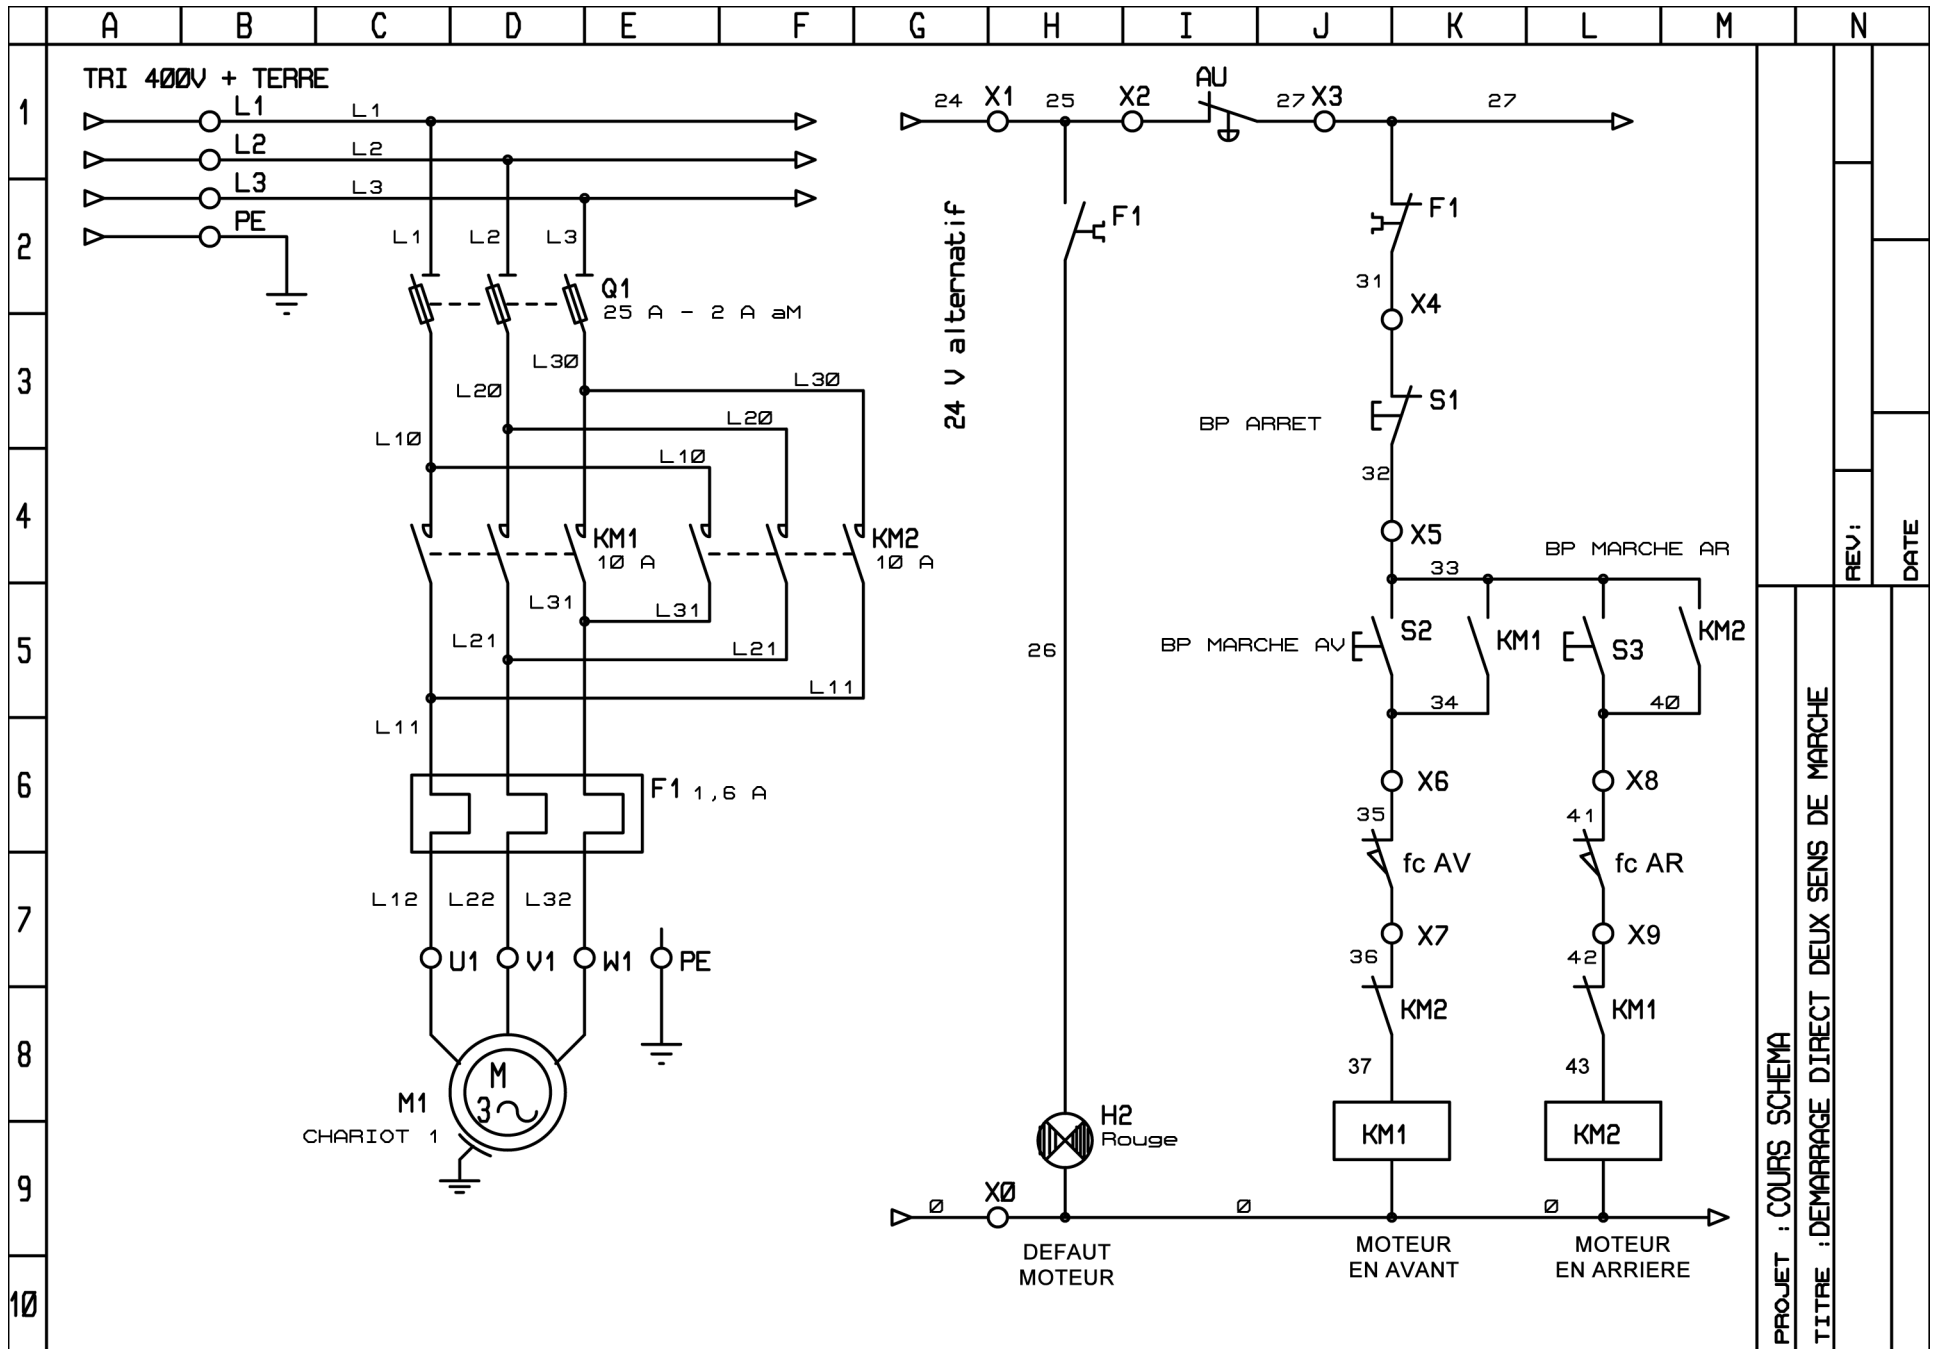 A B C D E F G H I J K L M N
1
2
3
4
5
6
7
8
9
10
TRI 400V + TERRE
L1 L1
L2 L2
L3 L3
PE
L1 L2 L3
Q1
25 A - 2 A aM
L30 L30
L20 L20
L10 L10
KM1
10 A
KM2
10 A
L31 L31
L21 L21
L11
L11
F1 1,6 A
L12 L22 L32
U1 V1 W1 PE
M
3
M1
CHARIOT 1
24 X1 25 X2 AU 27 X3 27
24 V alternatif
F1
26
H2
Rouge
0 X0 0 0
DEFAUT
MOTEUR
F1
31
X4
BP ARRET
S1
32
X5
33
BP MARCHE AR
BP MARCHE AV
S2 KM1 S3 KM2
34 40
X6 X8
35 41
fc AV fc AR
X7 X9
36 42
KM2 KM1
37 43
KM1 KM2
MOTEUR
EN AVANT
MOTEUR
EN ARRIERE
REV:
DATE
PROJET : COURS SCHEMA
TITRE : DEMARRAGE DIRECT DEUX SENS DE MARCHE